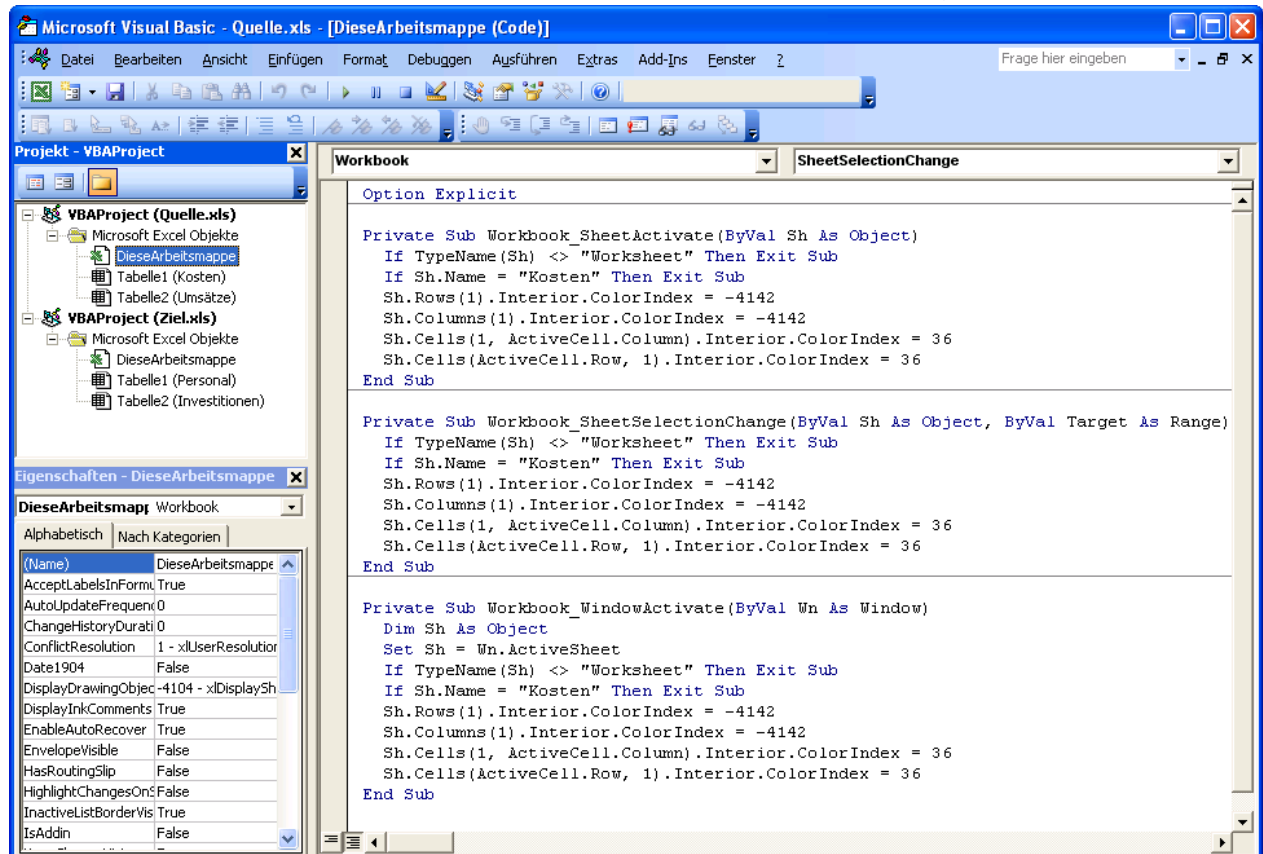 Microsoft Visual Basic - Quelle.xls - [DieseArbeitsmappe (Code)]
Datei Bearbeiten Ansicht Einfügen Format Debuggen Ausführen Extras Add-Ins Fenster ? Frage hier eingeben
Projekt - VBAProject
VBAProject (Quelle.xls)
Microsoft Excel Objekte
DieseArbeitsmappe
Tabelle1 (Kosten)
Tabelle2 (Umsätze)
VBAProject (Ziel.xls)
Microsoft Excel Objekte
DieseArbeitsmappe
Tabelle1 (Personal)
Tabelle2 (Investitionen)
Eigenschaften - DieseArbeitsmappe
DieseArbeitsmapp Workbook
Alphabetisch Nach Kategorien
(Name) DieseArbeitsmappe
AcceptLabelsInFormu True
AutoUpdateFrequen 0
ChangeHistoryDurati 0
ConflictResolution 1 - xlUserResolution
Date1904 False
DisplayDrawingObjec -4104 - xlDisplaySh
DisplayInkComments True
EnableAutoRecover True
EnvelopeVisible False
HasRoutingSlip False
HighlightChangesOnS False
InactiveListBorderVis True
IsAddin False
Workbook SheetSelectionChange
Option Explicit
Private Sub Workbook_SheetActivate(ByVal Sh As Object)
If TypeName(Sh) <> "Worksheet" Then Exit Sub
If Sh.Name = "Kosten" Then Exit Sub
Sh.Rows(1).Interior.ColorIndex = -4142
Sh.Columns(1).Interior.ColorIndex = -4142
Sh.Cells(1, ActiveCell.Column).Interior.ColorIndex = 36
Sh.Cells(ActiveCell.Row, 1).Interior.ColorIndex = 36
End Sub
Private Sub Workbook_SheetSelectionChange(ByVal Sh As Object, ByVal Target As Range)
If TypeName(Sh) <> "Worksheet" Then Exit Sub
If Sh.Name = "Kosten" Then Exit Sub
Sh.Rows(1).Interior.ColorIndex = -4142
Sh.Columns(1).Interior.ColorIndex = -4142
Sh.Cells(1, ActiveCell.Column).Interior.ColorIndex = 36
Sh.Cells(ActiveCell.Row, 1).Interior.ColorIndex = 36
End Sub
Private Sub Workbook_WindowActivate(ByVal Wn As Window)
Dim Sh As Object
Set Sh = Wn.ActiveSheet
If TypeName(Sh) <> "Worksheet" Then Exit Sub
If Sh.Name = "Kosten" Then Exit Sub
Sh.Rows(1).Interior.ColorIndex = -4142
Sh.Columns(1).Interior.ColorIndex = -4142
Sh.Cells(1, ActiveCell.Column).Interior.ColorIndex = 36
Sh.Cells(ActiveCell.Row, 1).Interior.ColorIndex = 36
End Sub